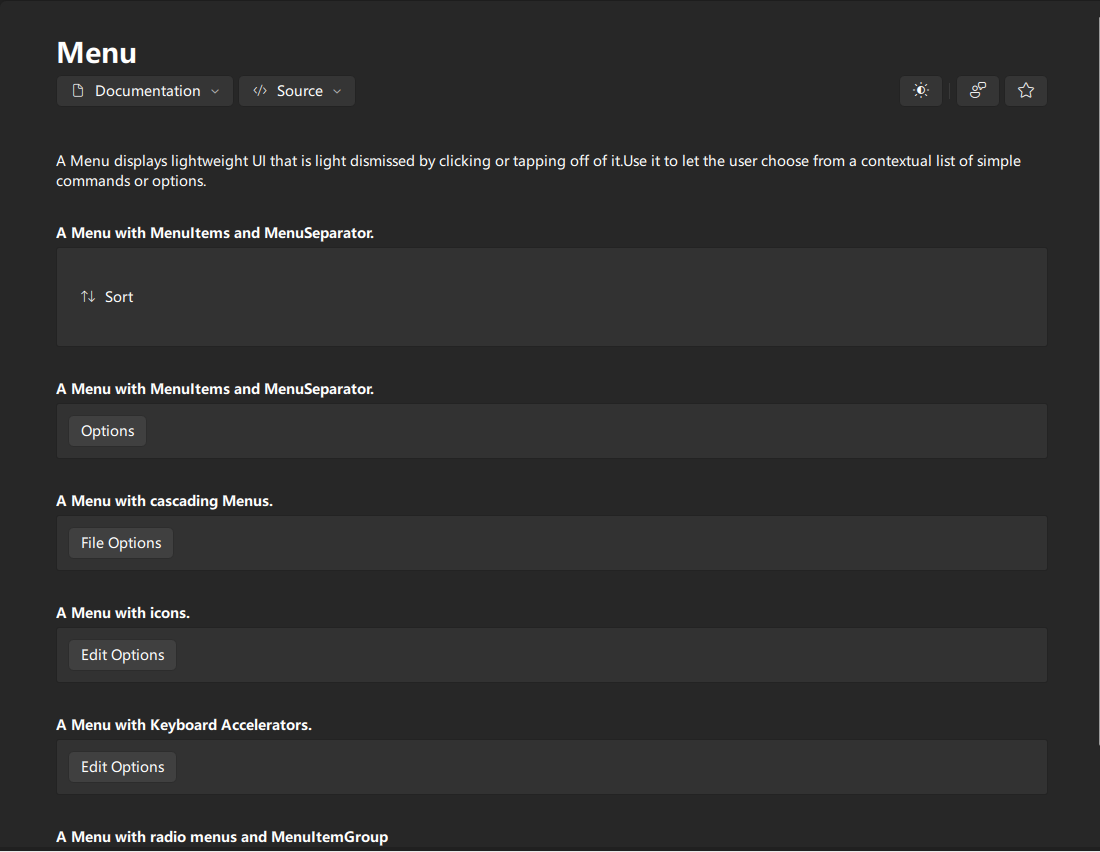 Menu
Documentation
Source
A Menu displays lightweight UI that is light dismissed by clicking or tapping off of it.Use it to let the user choose from a contextual list of simple
commands or options.
A Menu with MenuItems and MenuSeparator.
Sort
A Menu with MenuItems and MenuSeparator.
Options
A Menu with cascading Menus.
File Options
A Menu with icons.
Edit Options
A Menu with Keyboard Accelerators.
Edit Options
A Menu with radio menus and MenuItemGroup